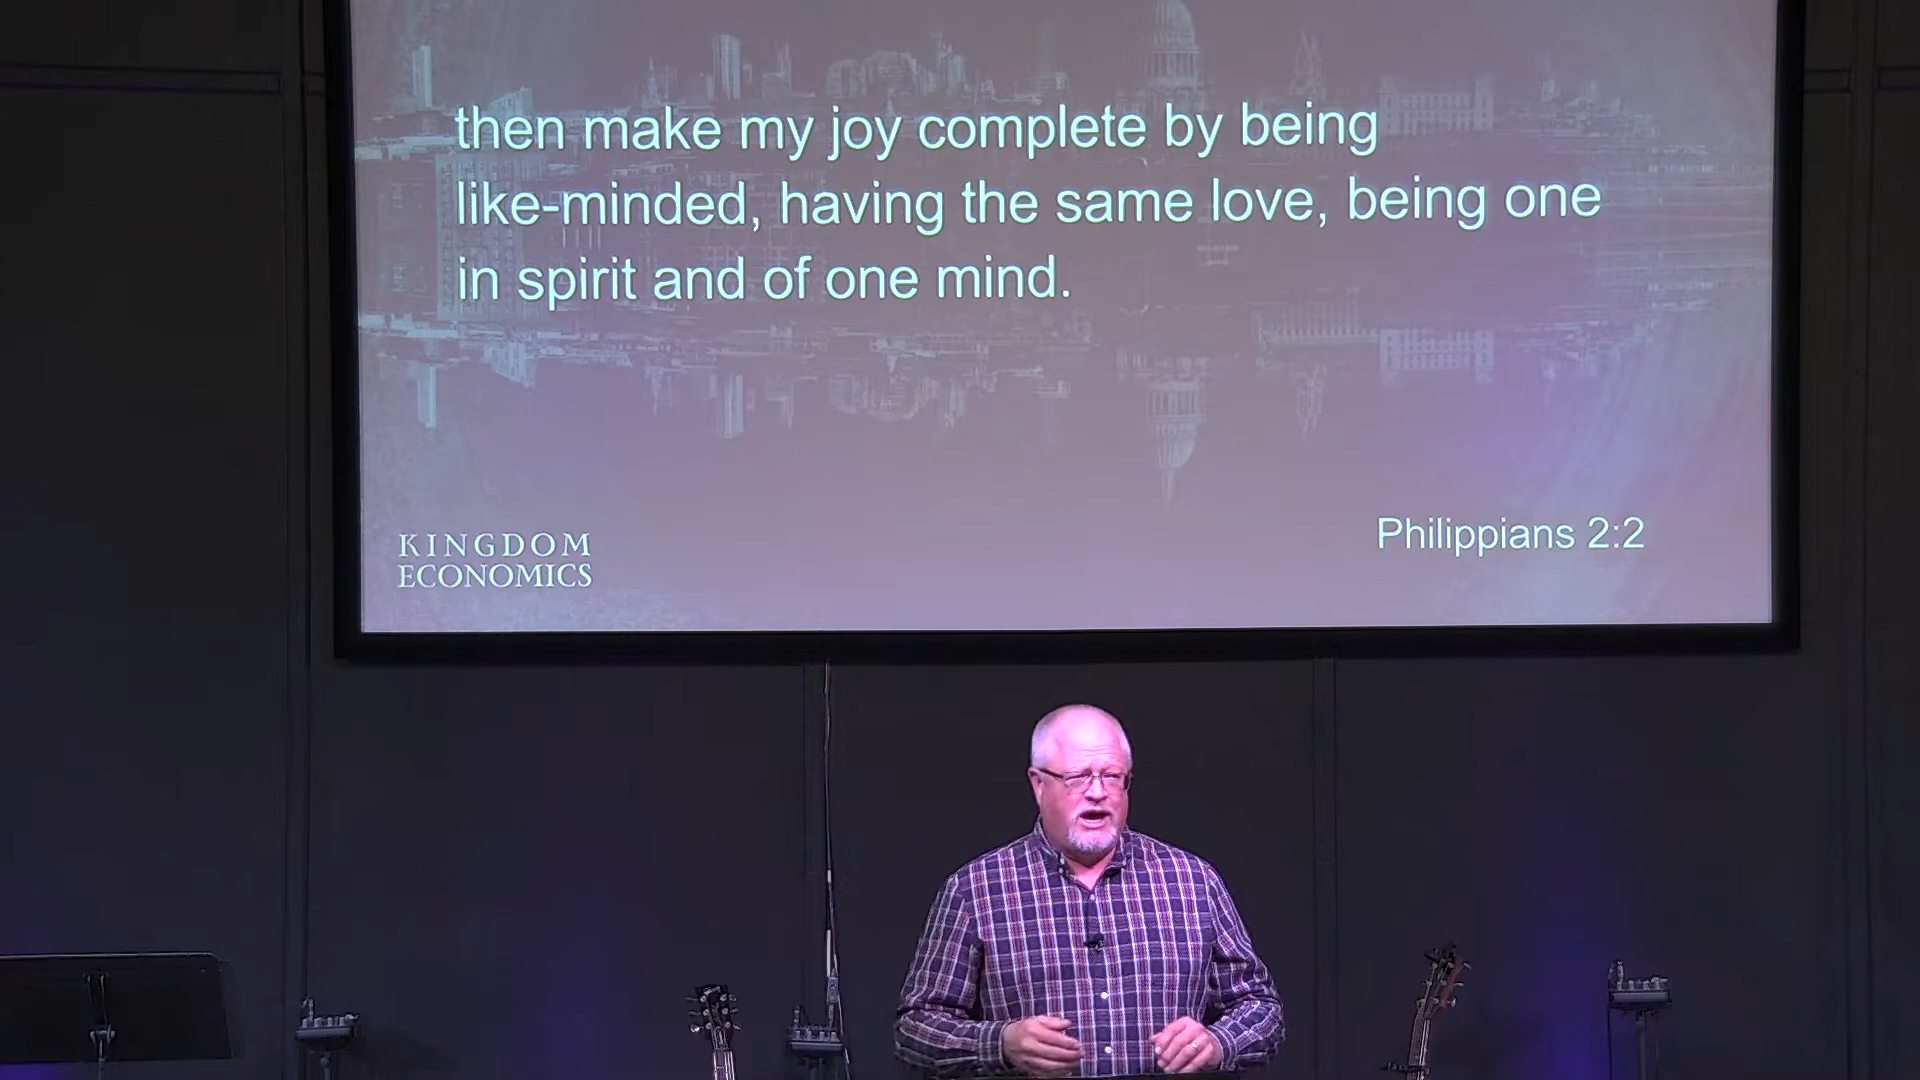 then make my joy complete by being
like-minded, having the same love, being one
in spirit and of one mind.
Philippians 2:2
KINGDOM
ECONOMICS